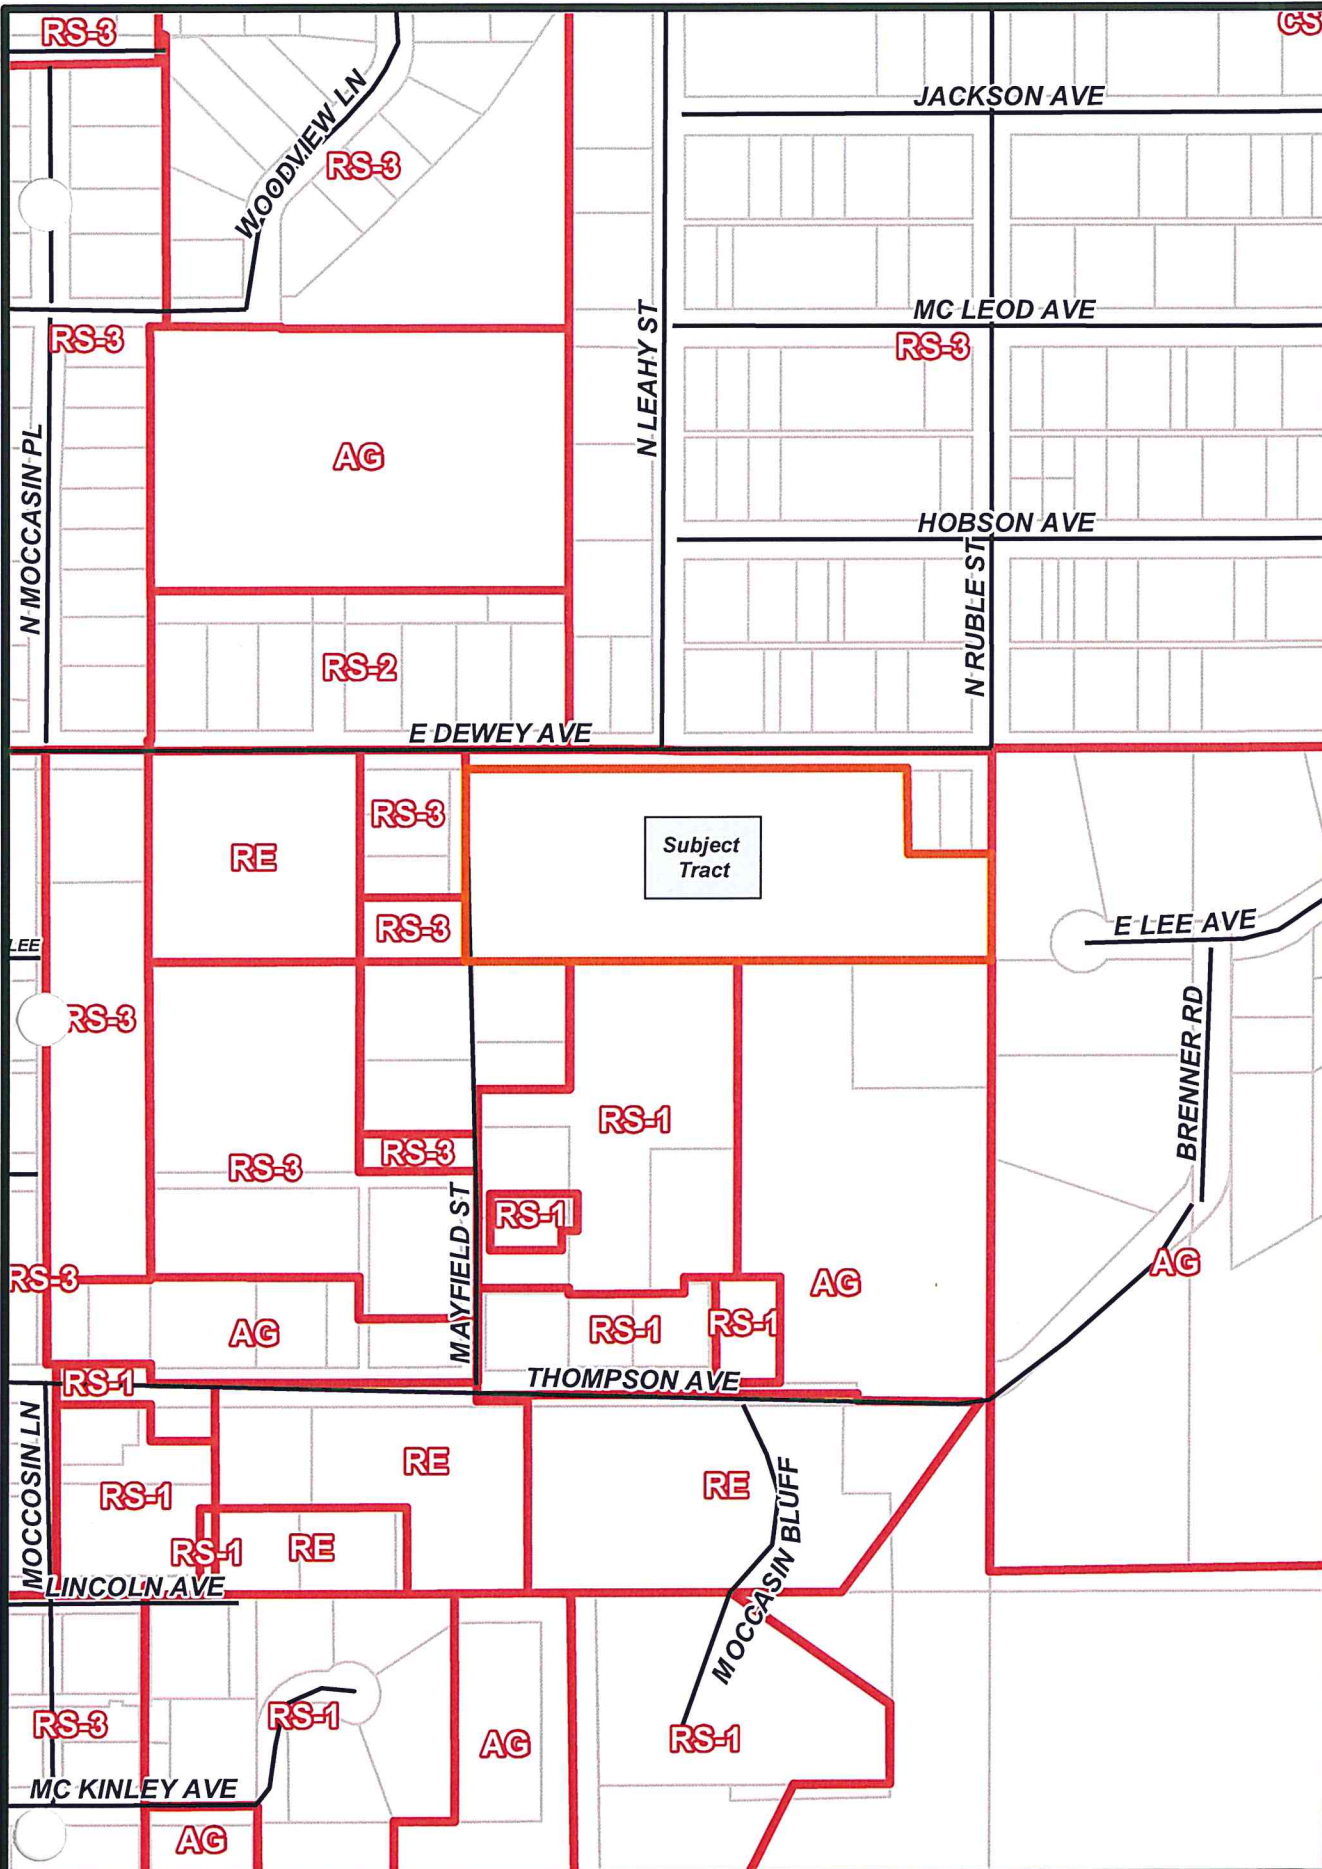 RS-3
CS
JACKSON AVE
WOODVIEW LN
RS-3
MC LEOD AVE
N LEAHY ST
RS-3
RS-3
N MOCCASIN PL
AG
HOBSON AVE
N RUBLE ST
RS-2
E DEWEY AVE
RS-3
Subject
Tract
RE
E LEE AVE
RS-3
LEE
RS-3
BRENNER RD
RS-1
RS-3
RS-3
RS-1
MAYFIELD ST
AG
RS-3
AG
RS-1
RS-1
AG
THOMPSON AVE
RS-1
MOCCOSIN LN
RE
RE
MOCCASIN BLUFF
RS-1
RS-1
RE
LINCOLN AVE
RS-1
RS-3
AG
RS-1
MC KINLEY AVE
AG